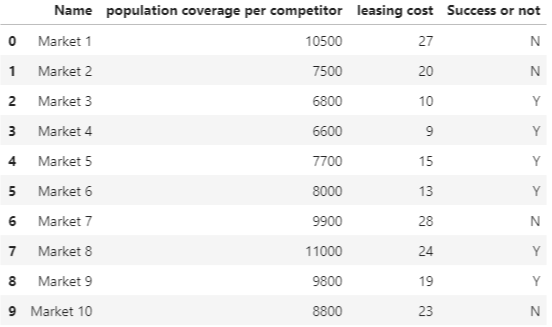 Name population coverage per competitor leasing cost Success or not
0 Market 1 10500 27 N
1 Market 2 7500 20 N
2 Market 3 6800 10 Y
3 Market 4 6600 9 Y
4 Market 5 7700 15 Y
5 Market 6 8000 13 Y
6 Market 7 9900 28 N
7 Market 8 11000 24 Y
8 Market 9 9800 19 Y
9 Market 10 8800 23 N